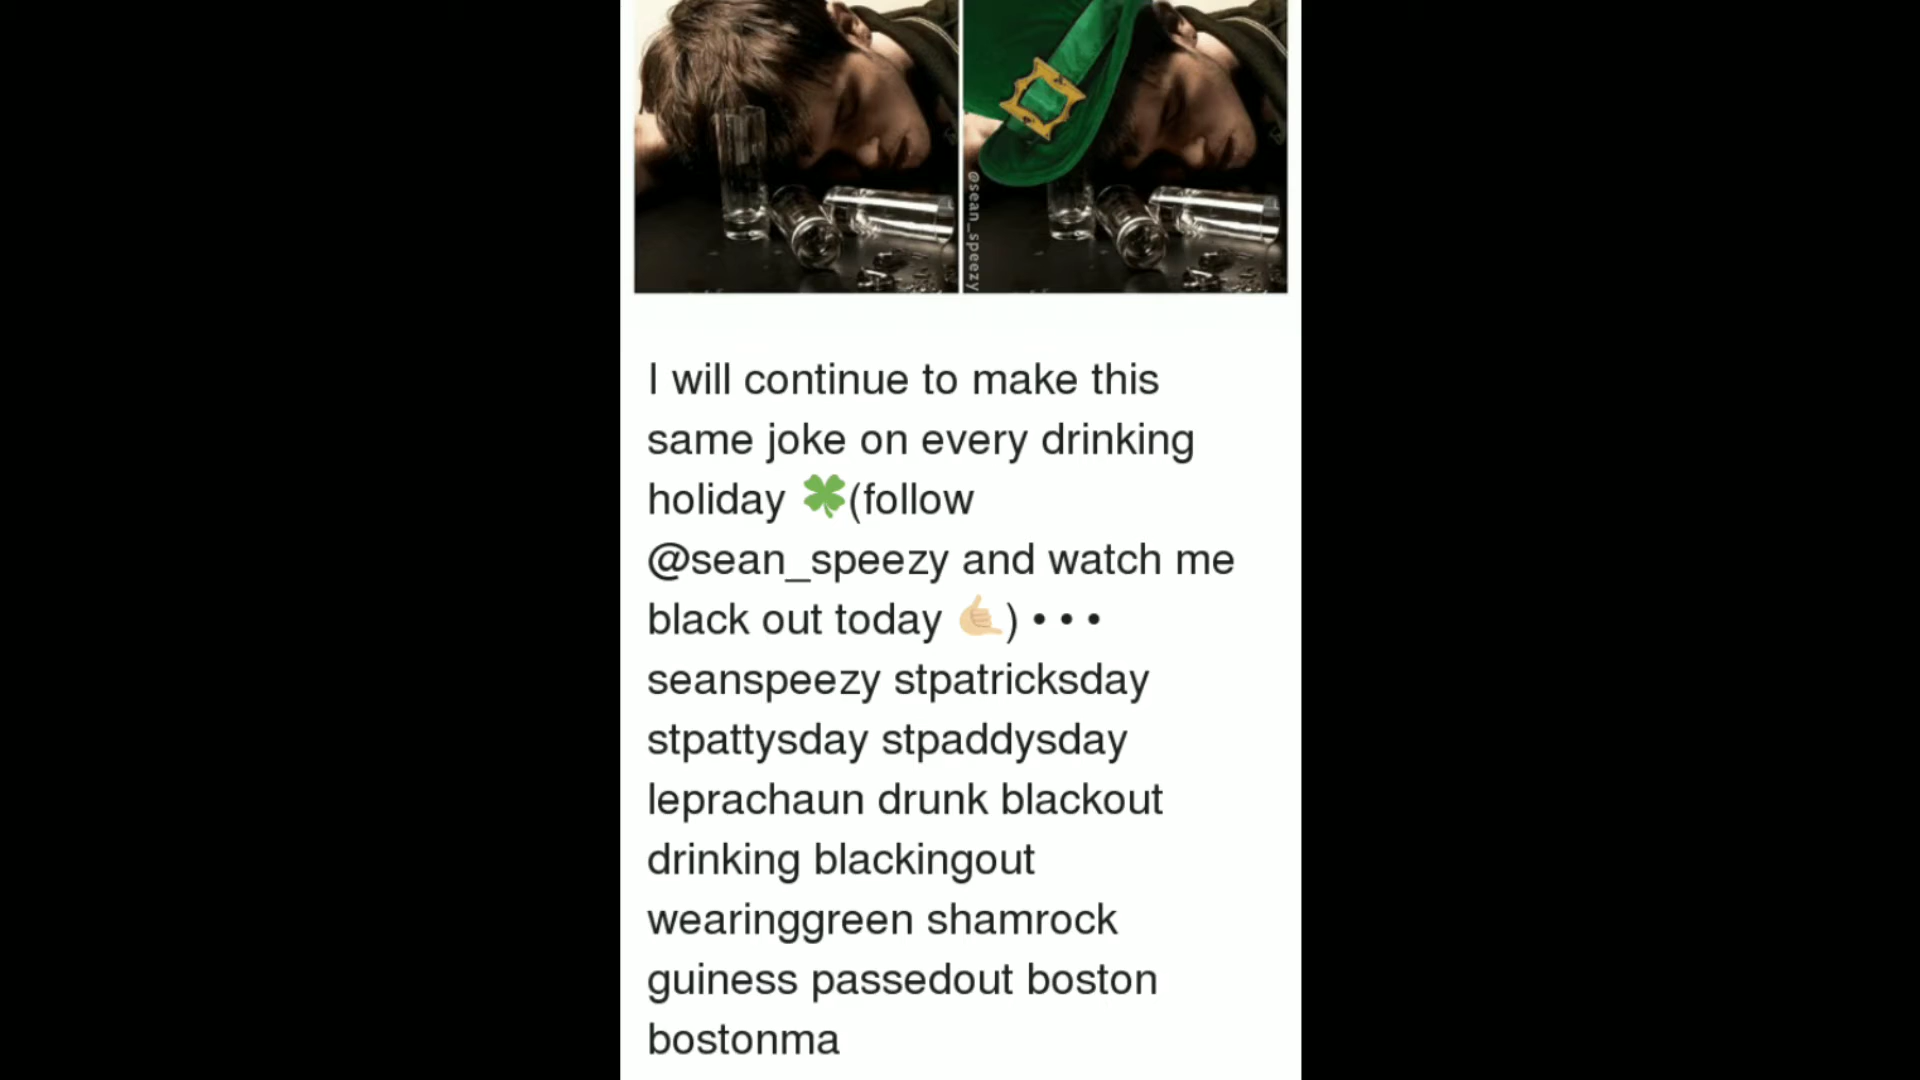 @sean_speezy
I will continue to make this
same joke on every drinking
holiday 🍀(follow
@sean_speezy and watch me
black out today 🤙🏼) • • •
seanspeezy stpatricksday
stpattysday stpaddysday
leprachaun drunk blackout
drinking blackingout
wearinggreen shamrock
guiness passedout boston
bostonma